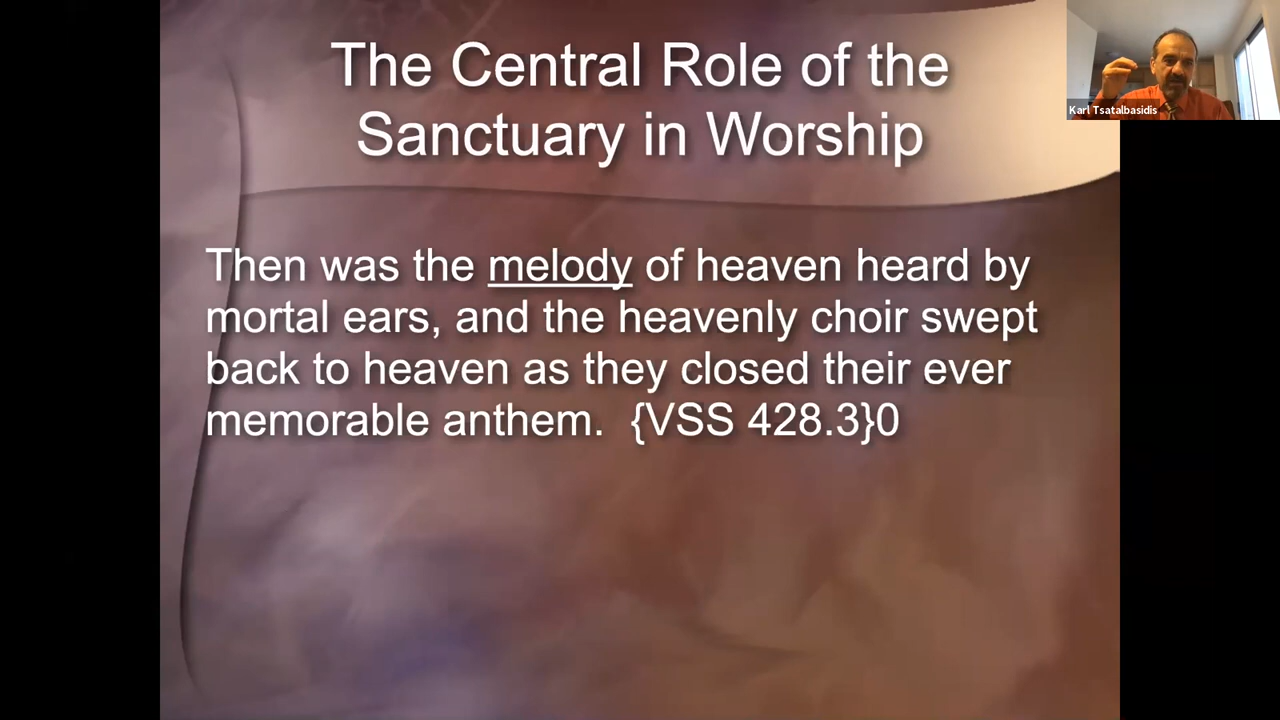 The Central Role of the
Sanctuary in Worship
Karl Tsatalbasidis
Then was the melody of heaven heard by
mortal ears, and the heavenly choir swept
back to heaven as they closed their ever
memorable anthem.  {VSS 428.3}0